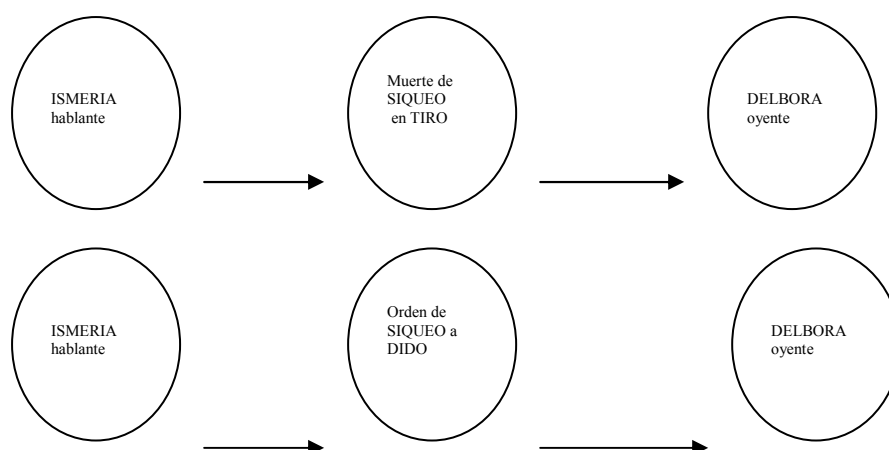 ISMERIA
hablante
Muerte de
SIQUEO
en TIRO
DELBORA
oyente
ISMERIA
hablante
Orden de
SIQUEO a
DIDO
DELBORA
oyente